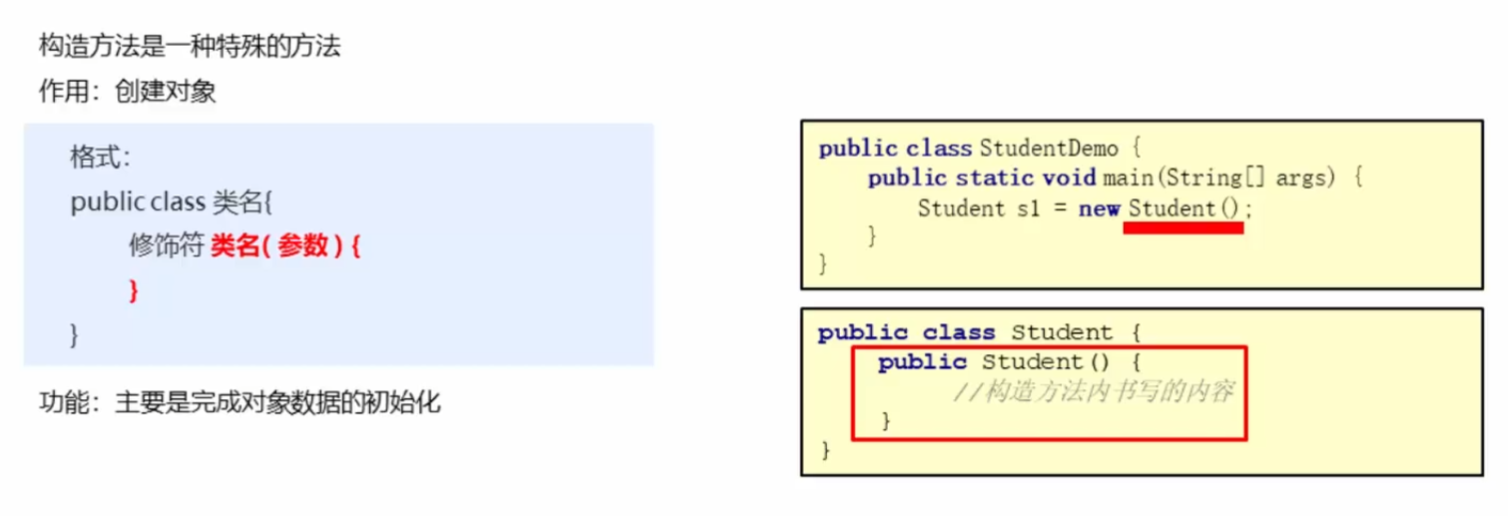 构造方法是一种特殊的方法
作用：创建对象
格式：
public class 类名{
修饰符 类名( 参数 ) {
}
}
功能：主要是完成对象数据的初始化
public class StudentDemo {
public static void main(String[] args) {
Student s1 = new Student();
}
}
public class Student {
public Student() {
//构造方法内书写的内容
}
}